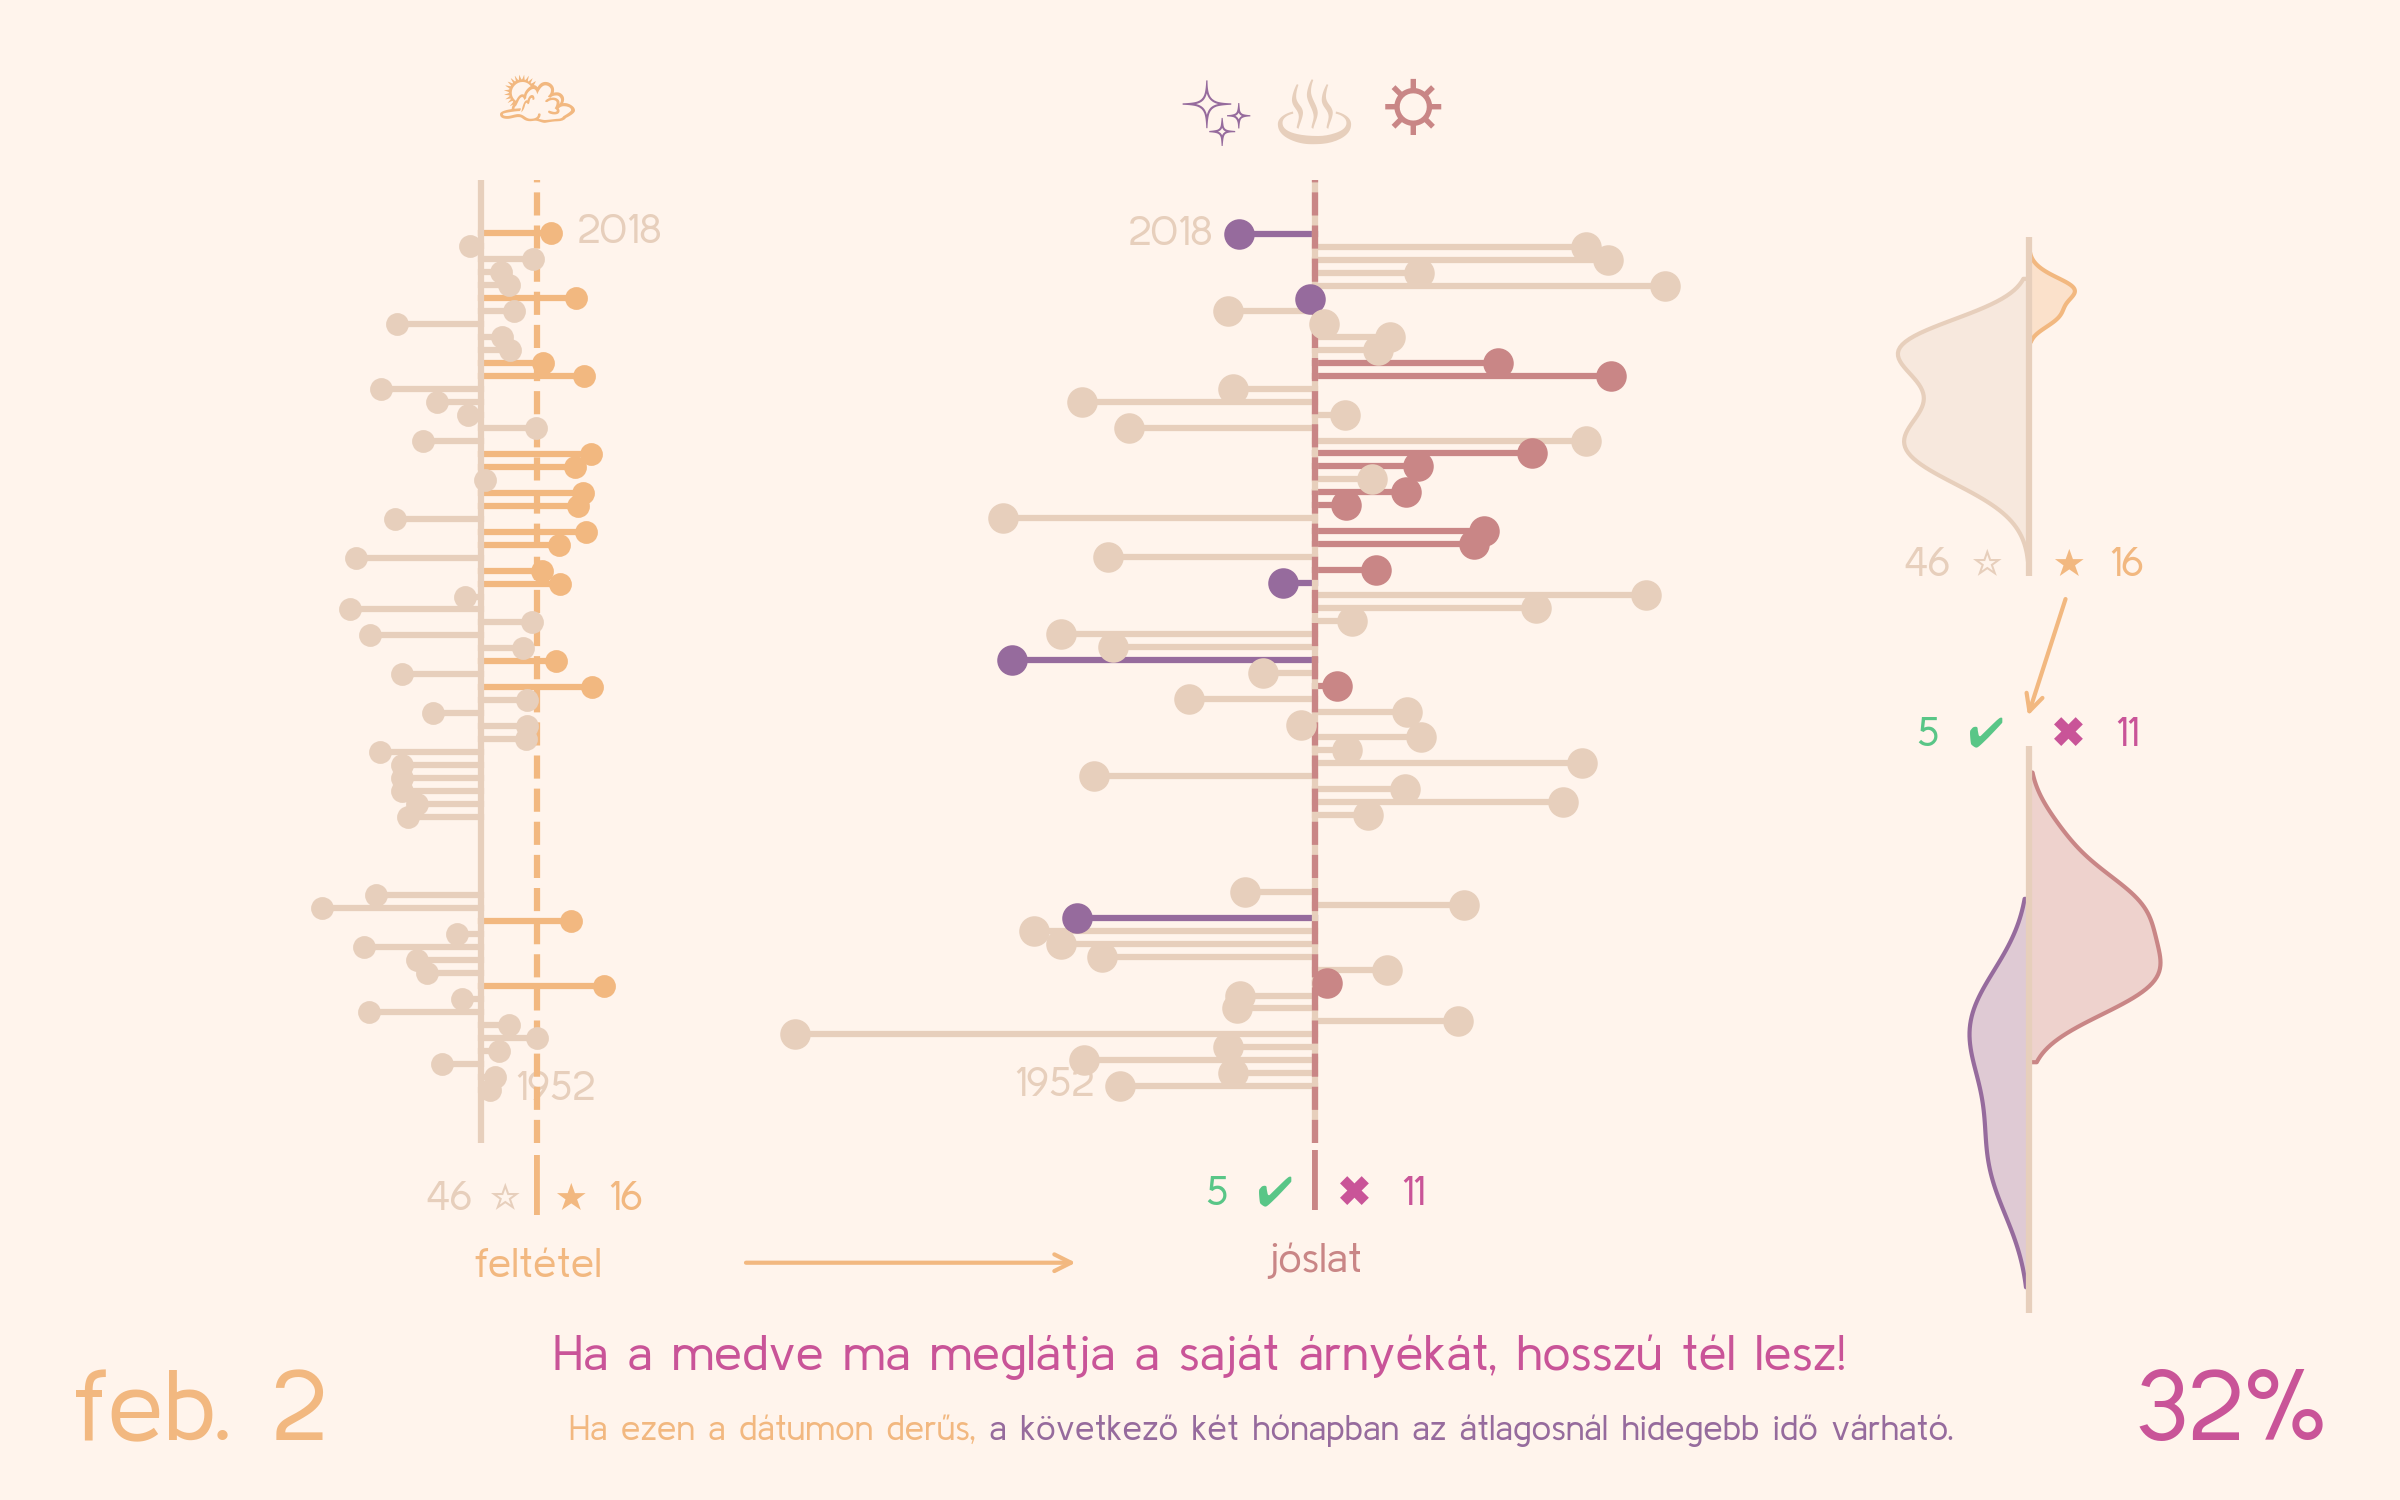 2018
2018
46 ☆ ★ 16
5 ✔ ✖ 11
1952
1952
46 ☆ ★ 16
5 ✔ ✖ 11
feltétel
jóslat
Ha a medve ma meglátja a saját árnyékát, hosszú tél lesz!
feb. 2
32%
Ha ezen a dátumon derűs, a következő két hónapban az átlagosnál hidegebb idő várható.